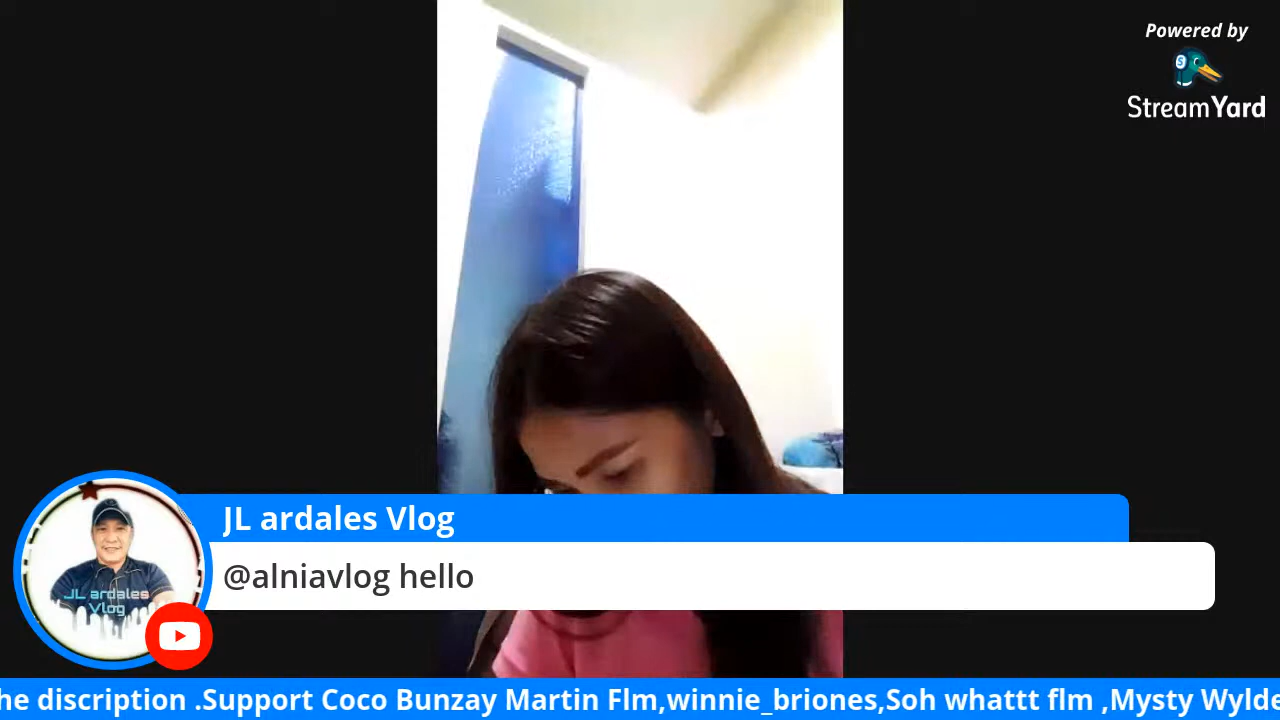 Powered by
StreamYard
JL ardales Vlog
@alniavlog hello
JL ardales
Vlog
he discription .Support Coco Bunzay Martin Flm,winnie_briones,Soh whattt flm ,Mysty Wylde